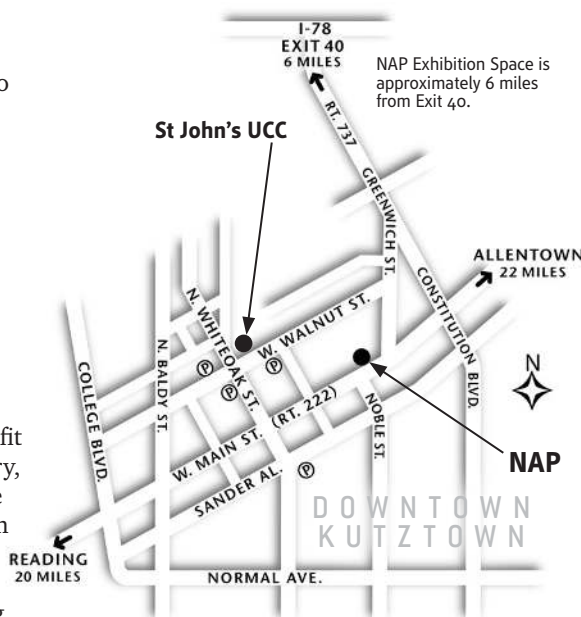 I-78
EXIT 40
6 MILES
NAP Exhibition Space is
approximately 6 miles
from Exit 40.
o
RT. 737
St John's UCC
GREENWICH ST.
ALLENTOWN
22 MILES
CONSTITUTION BLVD.
N. WHITEOAK ST.
W. WALNUT ST.
N. BALDY ST.
P
P
P
COLLEGE BLVD.
N
W. MAIN ST. (RT. 222)
NOBLE ST.
NAP
fit
ry,
e
n
SANDER AL.
P
DOWNTOWN
KUTZTOWN
READING
20 MILES
NORMAL AVE.
g